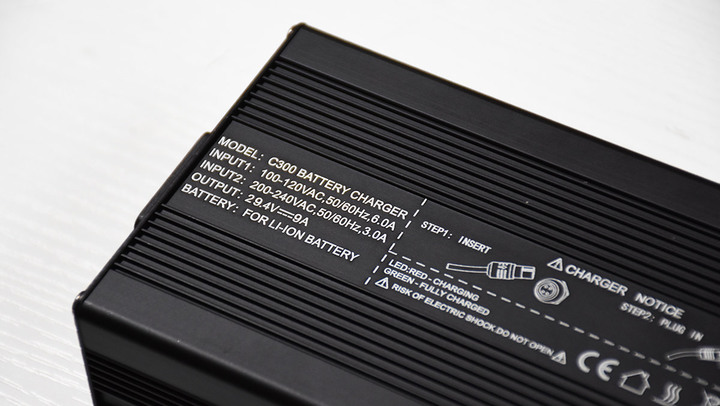 MODEL: C300 BATTERY CHARGER
INPUT1: 100-120VAC,50/60Hz,6.0A
INPUT2: 200-240VAC,50/60Hz,3.0A
OUTPUT: 29.4V⎓9A
BATTERY: FOR LI-ION BATTERY
STEP1: INSERT
LED:RED - CHARGING
GREEN - FULLY CHARGED
⚠ RISK OF ELECTRIC SHOCK.DO NOT OPEN ⚠
⚠ CHARGER NOTICE
STEP2: PLUG IN
CE